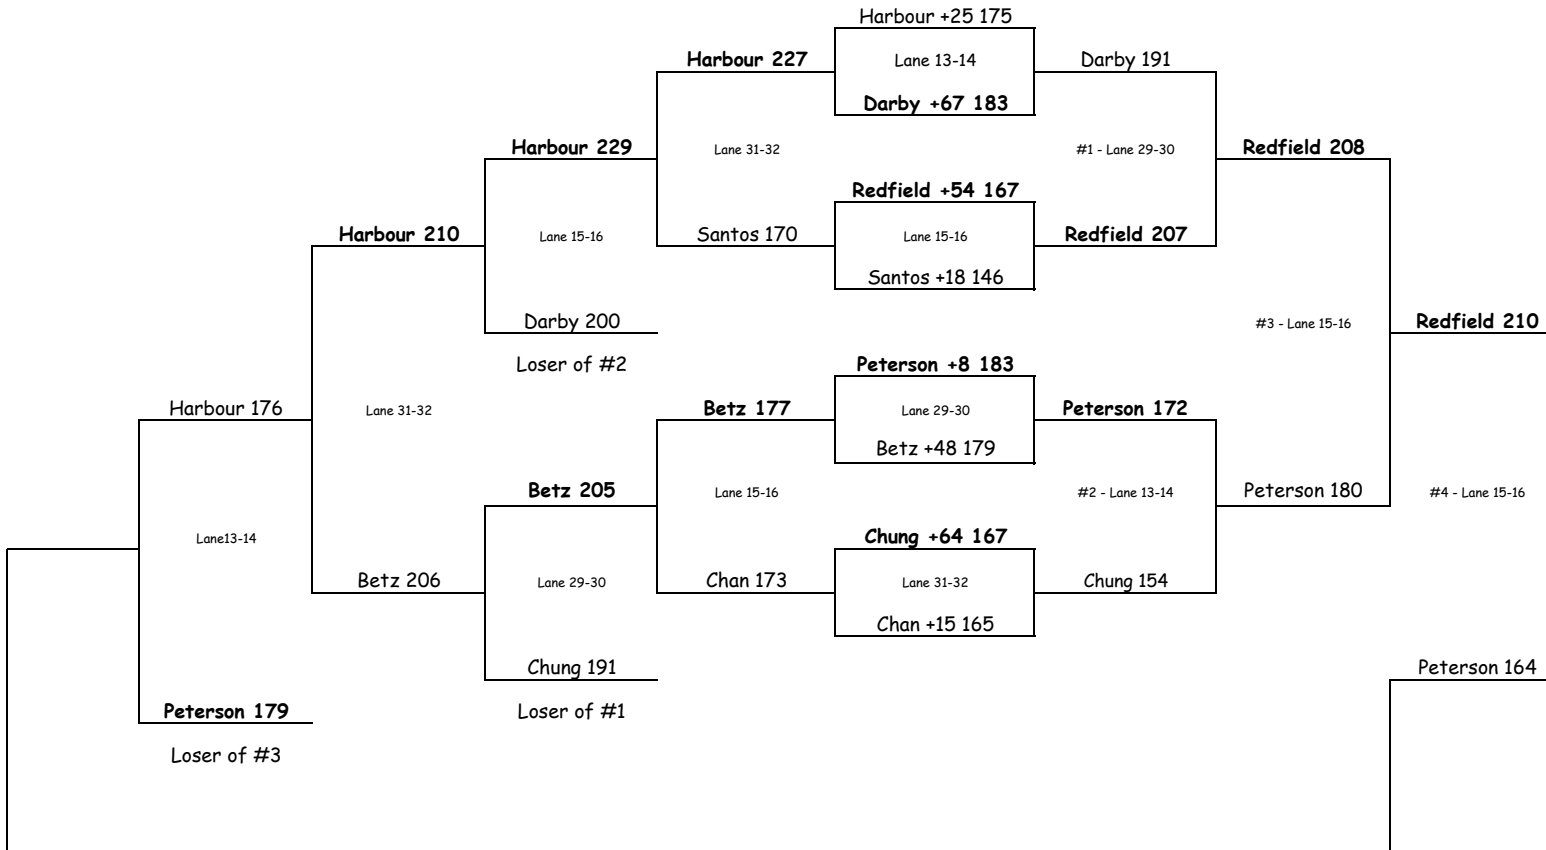 Harbour +25 175
Harbour 227
Lane 13-14
Darby 191
Darby +67 183
Harbour 229
Lane 31-32
#1 - Lane 29-30
Redfield 208
Redfield +54 167
Harbour 210
Lane 15-16
Santos 170
Lane 15-16
Redfield 207
Santos +18 146
Darby 200
#3 - Lane 15-16
Redfield 210
Loser of #2
Peterson +8 183
Harbour 176
Lane 31-32
Betz 177
Lane 29-30
Peterson 172
Betz +48 179
Betz 205
Lane 15-16
#2 - Lane 13-14
Peterson 180
#4 - Lane 15-16
Lane13-14
Chung +64 167
Betz 206
Lane 29-30
Chan 173
Lane 31-32
Chung 154
Chan +15 165
Chung 191
Peterson 164
Peterson 179
Loser of #1
Loser of #3